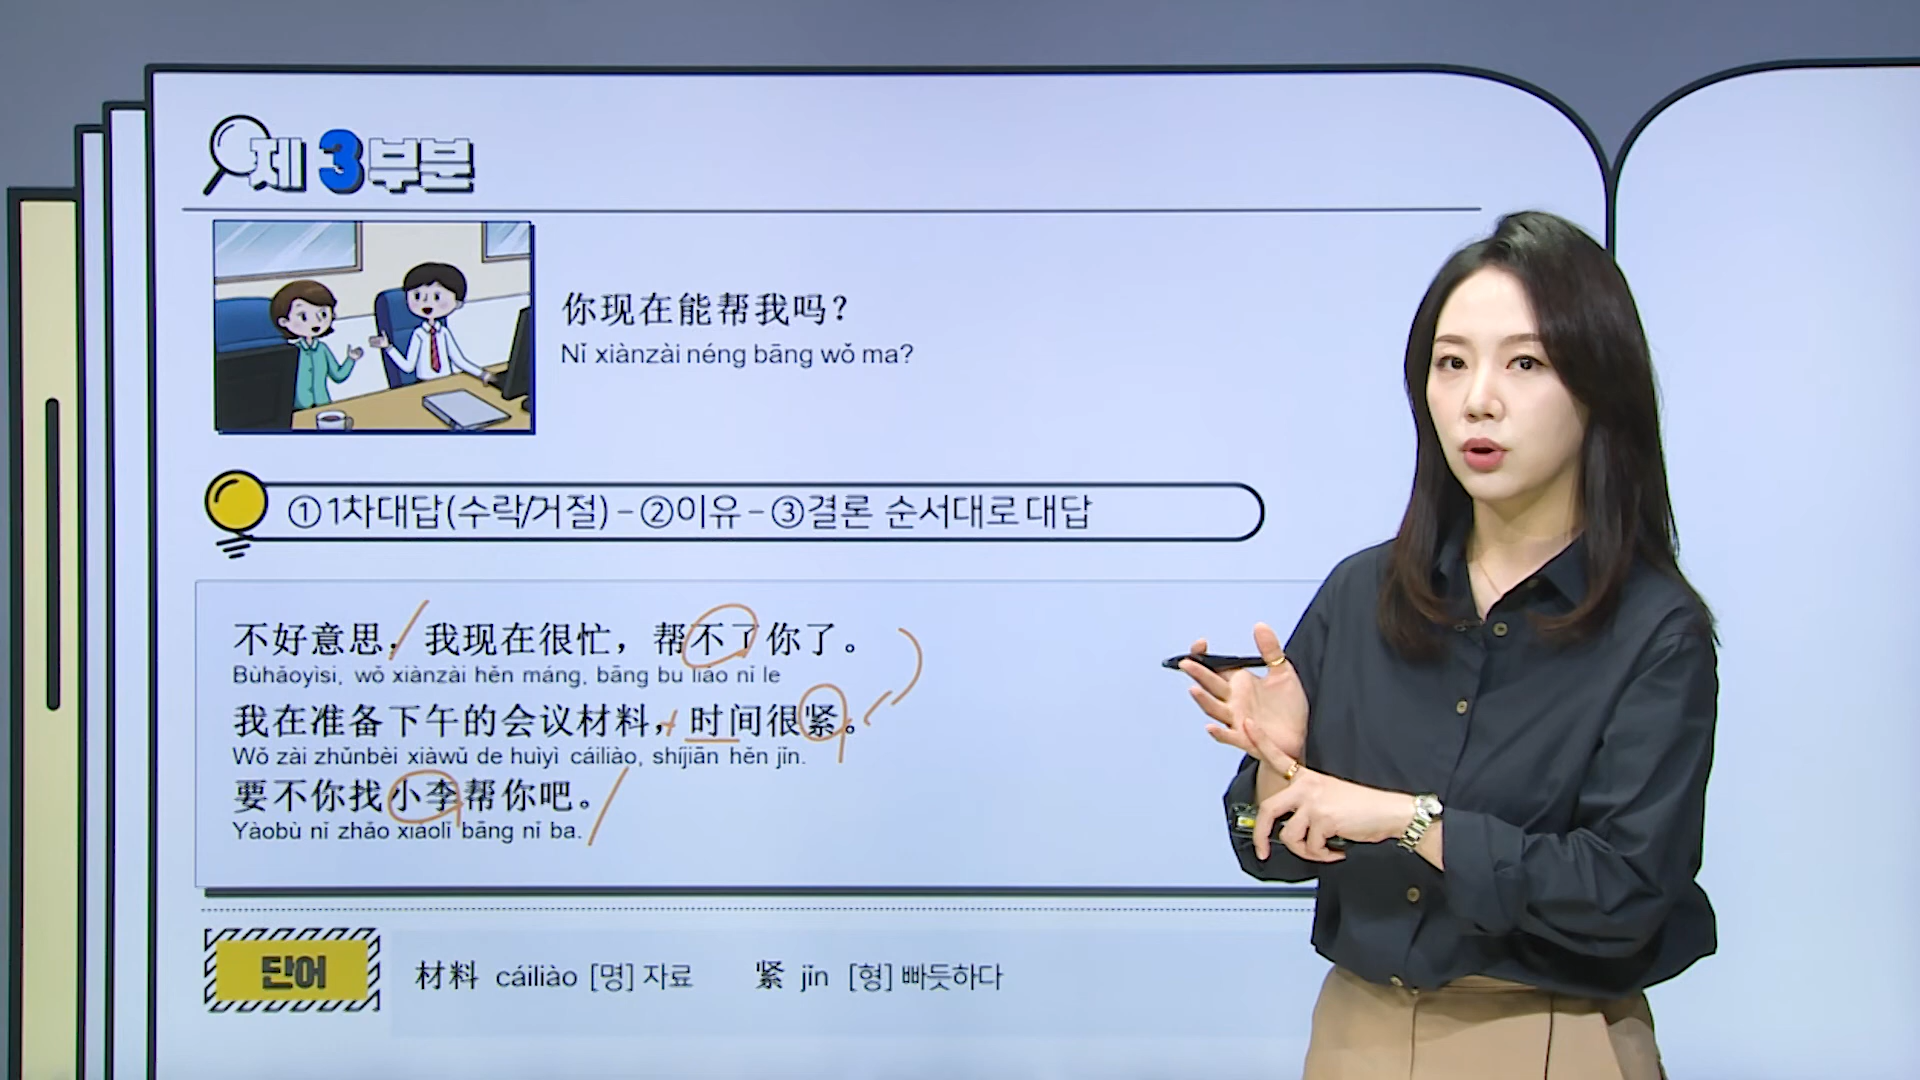 제 3부분
你现在能帮我吗？
Nǐ xiànzài néng bāng wǒ ma?
①1차대답(수락/거절) - ②이유 - ③결론 순서대로 대답
不好意思，我现在很忙，帮不了你了。
Bùhǎoyìsi, wǒ xiànzài hěn máng, bāng bu liǎo nǐ le
我在准备下午的会议材料，时间很紧。
Wǒ zài zhǔnbèi xiàwǔ de huìyì cáiliào, shíjiān hěn jǐn.
要不你找小李帮你吧。
Yàobù nǐ zhǎo xiǎolǐ bāng nǐ ba.
단어 材料 cáiliào [명] 자료 紧 jǐn [형] 빠듯하다